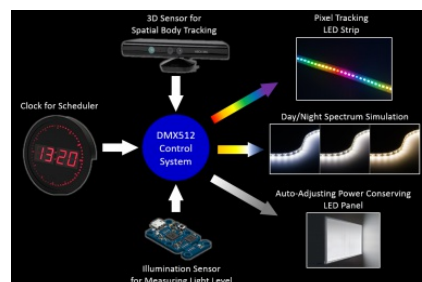 3D Sensor for
Spatial Body Tracking
Pixel Tracking
LED Strip
Clock for Scheduler
13:20
DMX512
Control
System
Day/Night Spectrum Simulation
Auto-Adjusting Power Conserving
LED Panel
Illumination Sensor
for Measuring Light Level